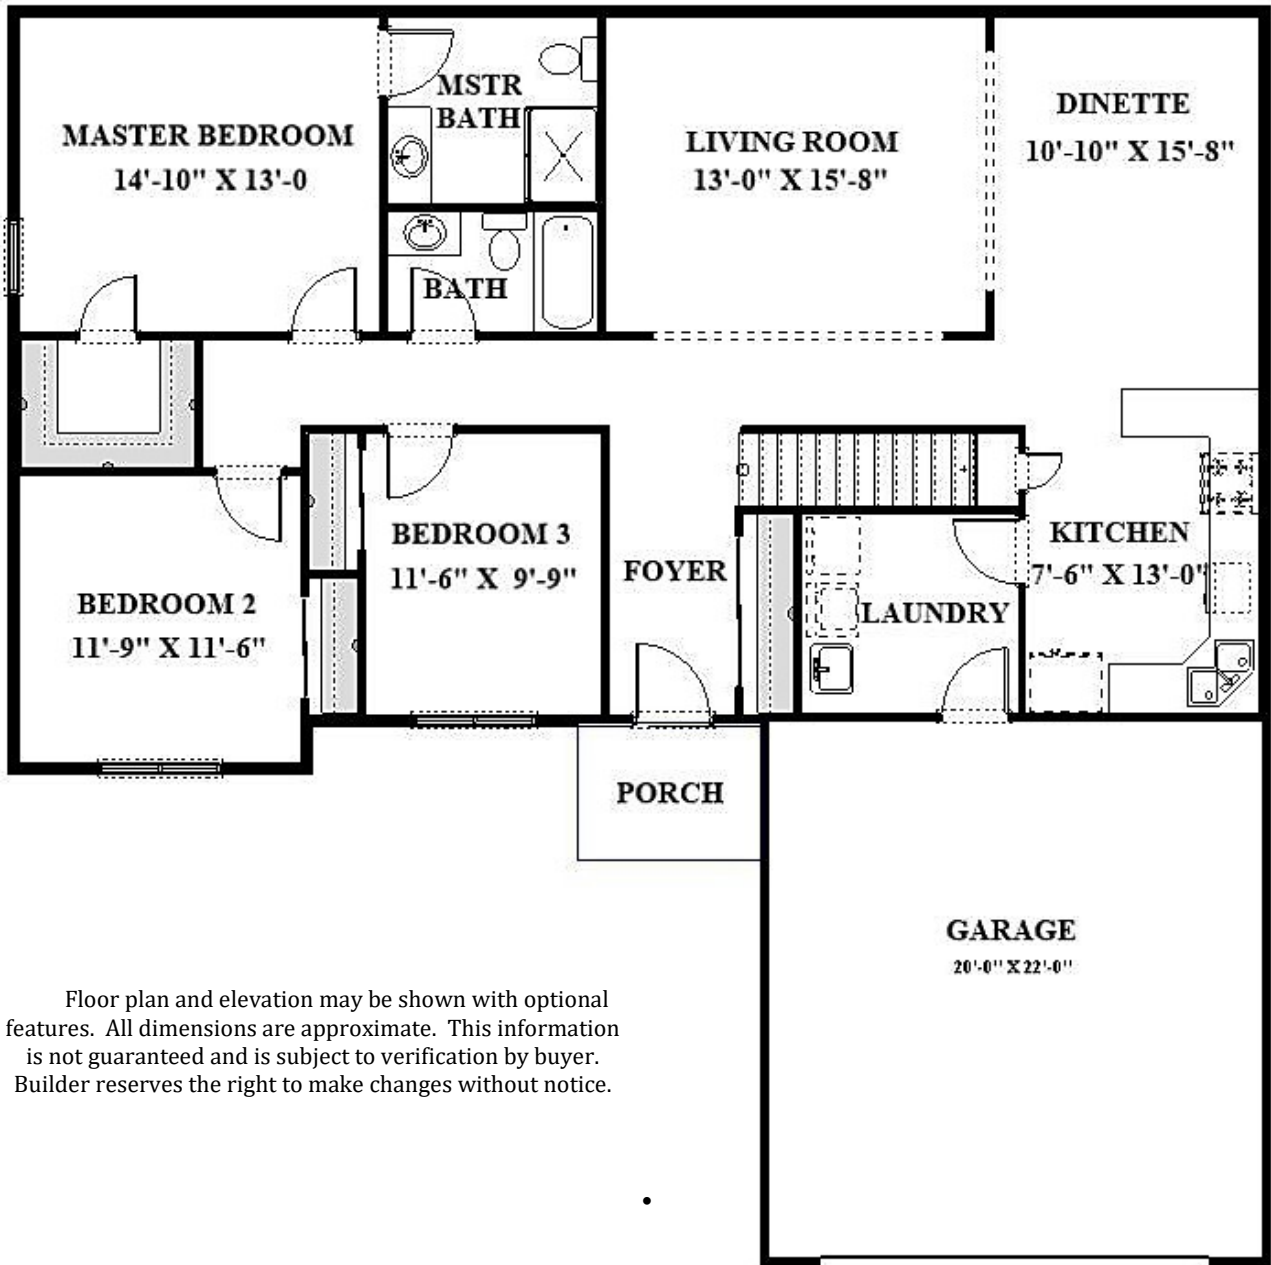 MASTER BEDROOM
14'-10" X 13'-0
MSTR
BATH
LIVING ROOM
13'-0" X 15'-8"
DINETTE
10'-10" X 15'-8"
BATH
BEDROOM 3
11'-6" X 9'-9"
BEDROOM 2
11'-9" X 11'-6"
FOYER
LAUNDRY
KITCHEN
7'-6" X 13'-0"
PORCH
GARAGE
20'-0" X 22'-0"
Floor plan and elevation may be shown with optional
features. All dimensions are approximate. This information
is not guaranteed and is subject to verification by buyer.
Builder reserves the right to make changes without notice.